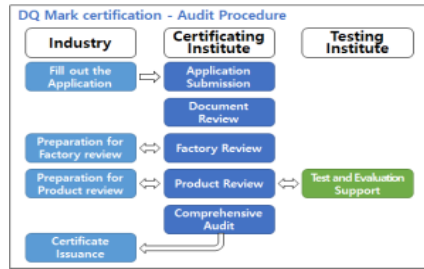 DQ Mark certification - Audit Procedure
Industry
Certificating
Institute
Testing
Institute
Fill out the
Application
Application
Submission
Document
Review
Preparation for
Factory review
Factory Review
Preparation for
Product review
Product Review
Test and Evaluation
Support
Comprehensive
Audit
Certificate
Issuance